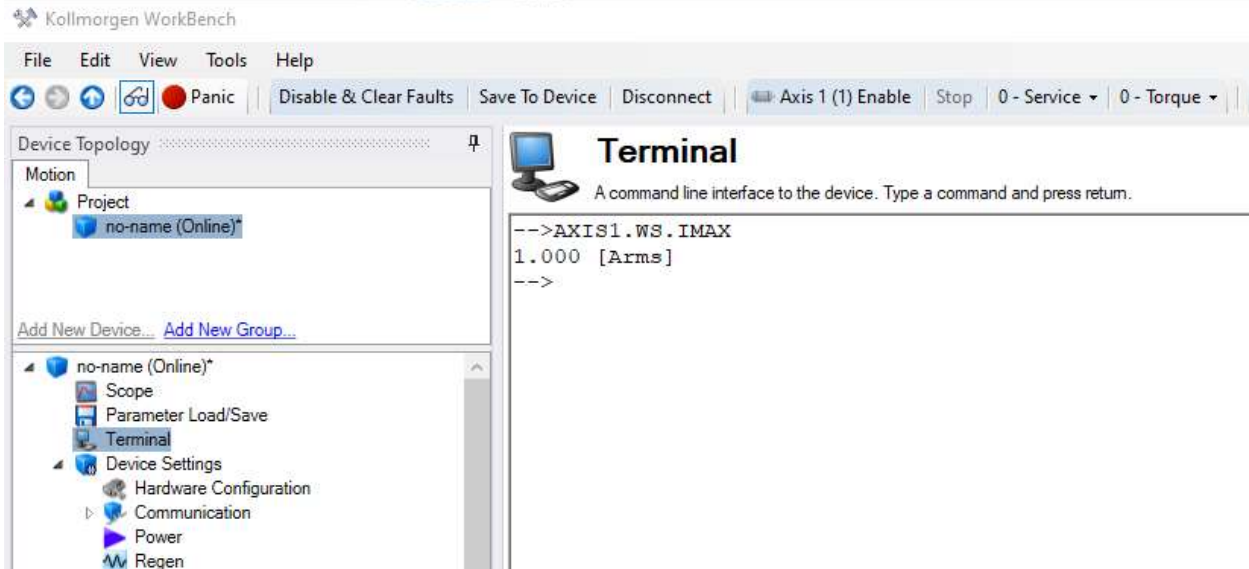 Kollmorgen WorkBench
File Edit View Tools Help
Panic Disable & Clear Faults Save To Device Disconnect Axis 1 (1) Enable Stop 0 - Service 0 - Torque
Device Topology
Motion
Project
no-name (Online)*
Add New Device... Add New Group...
no-name (Online)*
Scope
Parameter Load/Save
Terminal
Device Settings
Hardware Configuration
Communication
Power
Regen
Terminal
A command line interface to the device. Type a command and press return.
-->AXIS1.WS.IMAX
1.000 [Arms]
-->